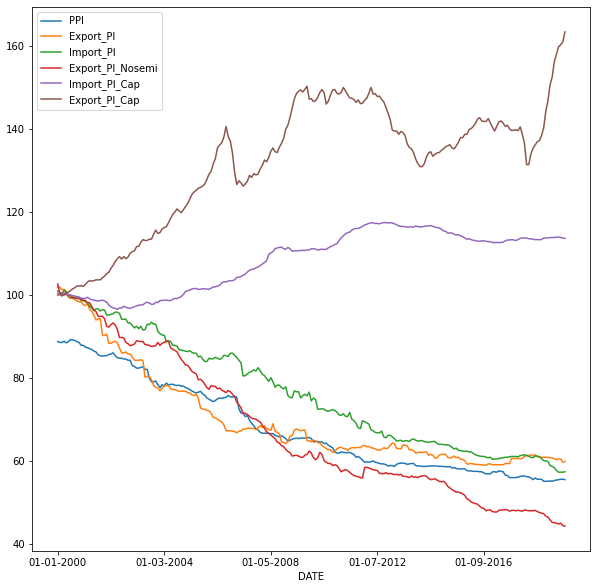 PPI
Export_PI
Import_PI
Export_PI_Nosemi
Import_PI_Cap
Export_PI_Cap
160
140
120
100
80
60
40
01-01-2000 01-03-2004 01-05-2008 01-07-2012 01-09-2016
DATE